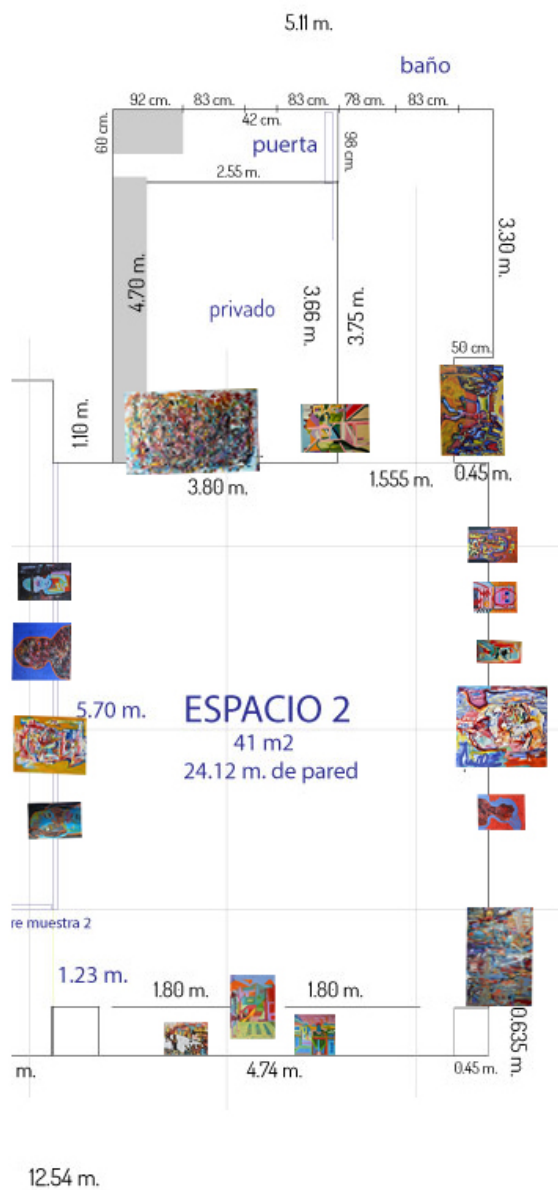 5.11 m.
baño
92 cm. 83 cm. 83 cm. 78 cm. 83 cm.
42 cm.
60 cm.
puerta
98 cm.
2.55 m.
3.30 m.
4.70 m.
privado
3.66 m.
3.75 m.
50 cm.
1.10 m.
3.80 m.
1.555 m.
0.45 m.
5.70 m.
ESPACIO 2
41 m2
24.12 m. de pared
re muestra 2
1.23 m.
1.80 m.
1.80 m.
0.635 m.
m.
4.74 m.
0.45 m.
12.54 m.